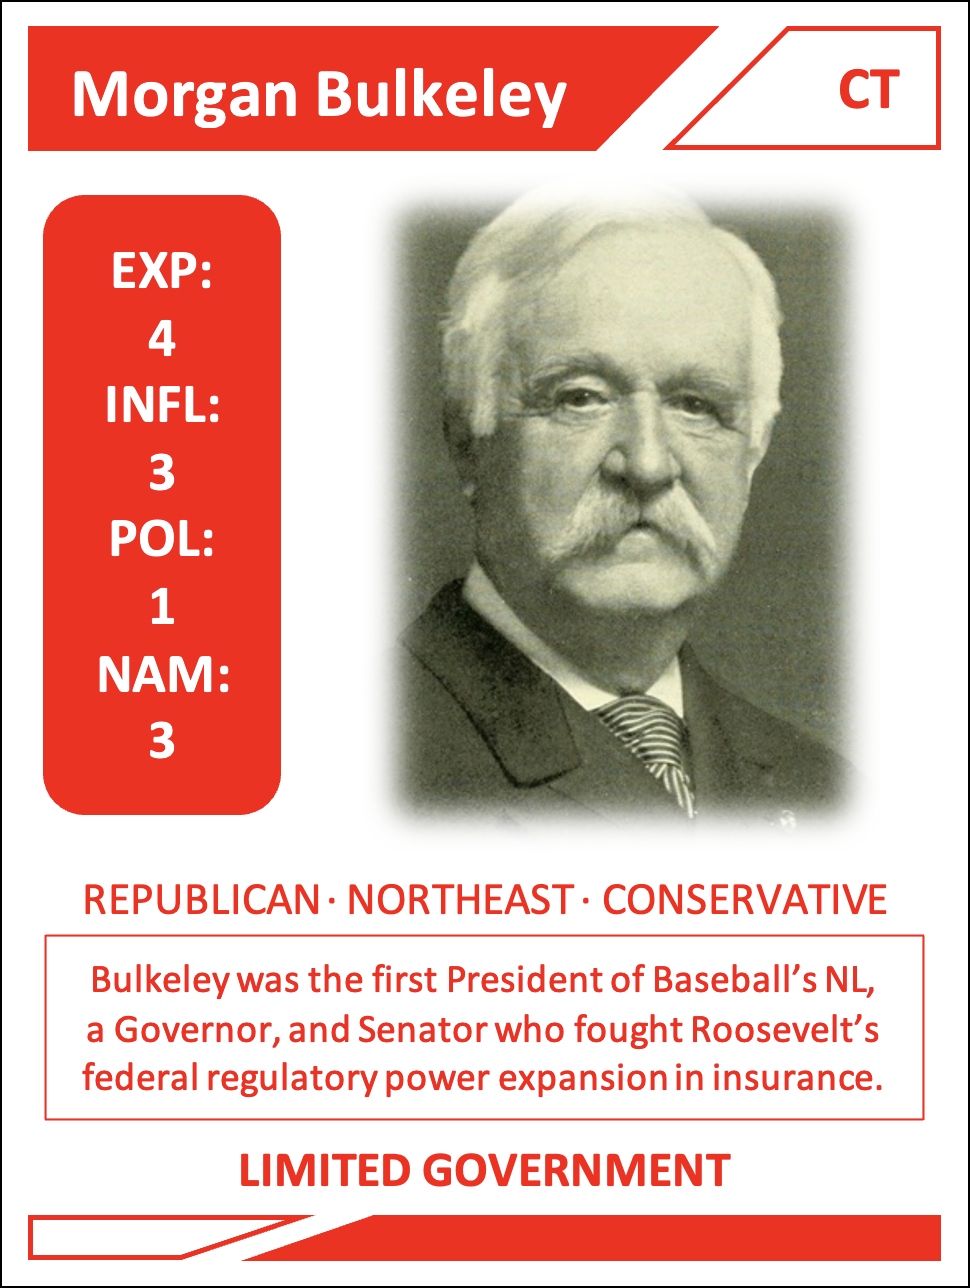 Morgan Bulkeley
CT
EXP:
4
INFL:
3
POL:
1
NAM:
3
REPUBLICAN · NORTHEAST · CONSERVATIVE
Bulkeley was the first President of Baseball’s NL,
a Governor, and Senator who fought Roosevelt’s
federal regulatory power expansion in insurance.
LIMITED GOVERNMENT